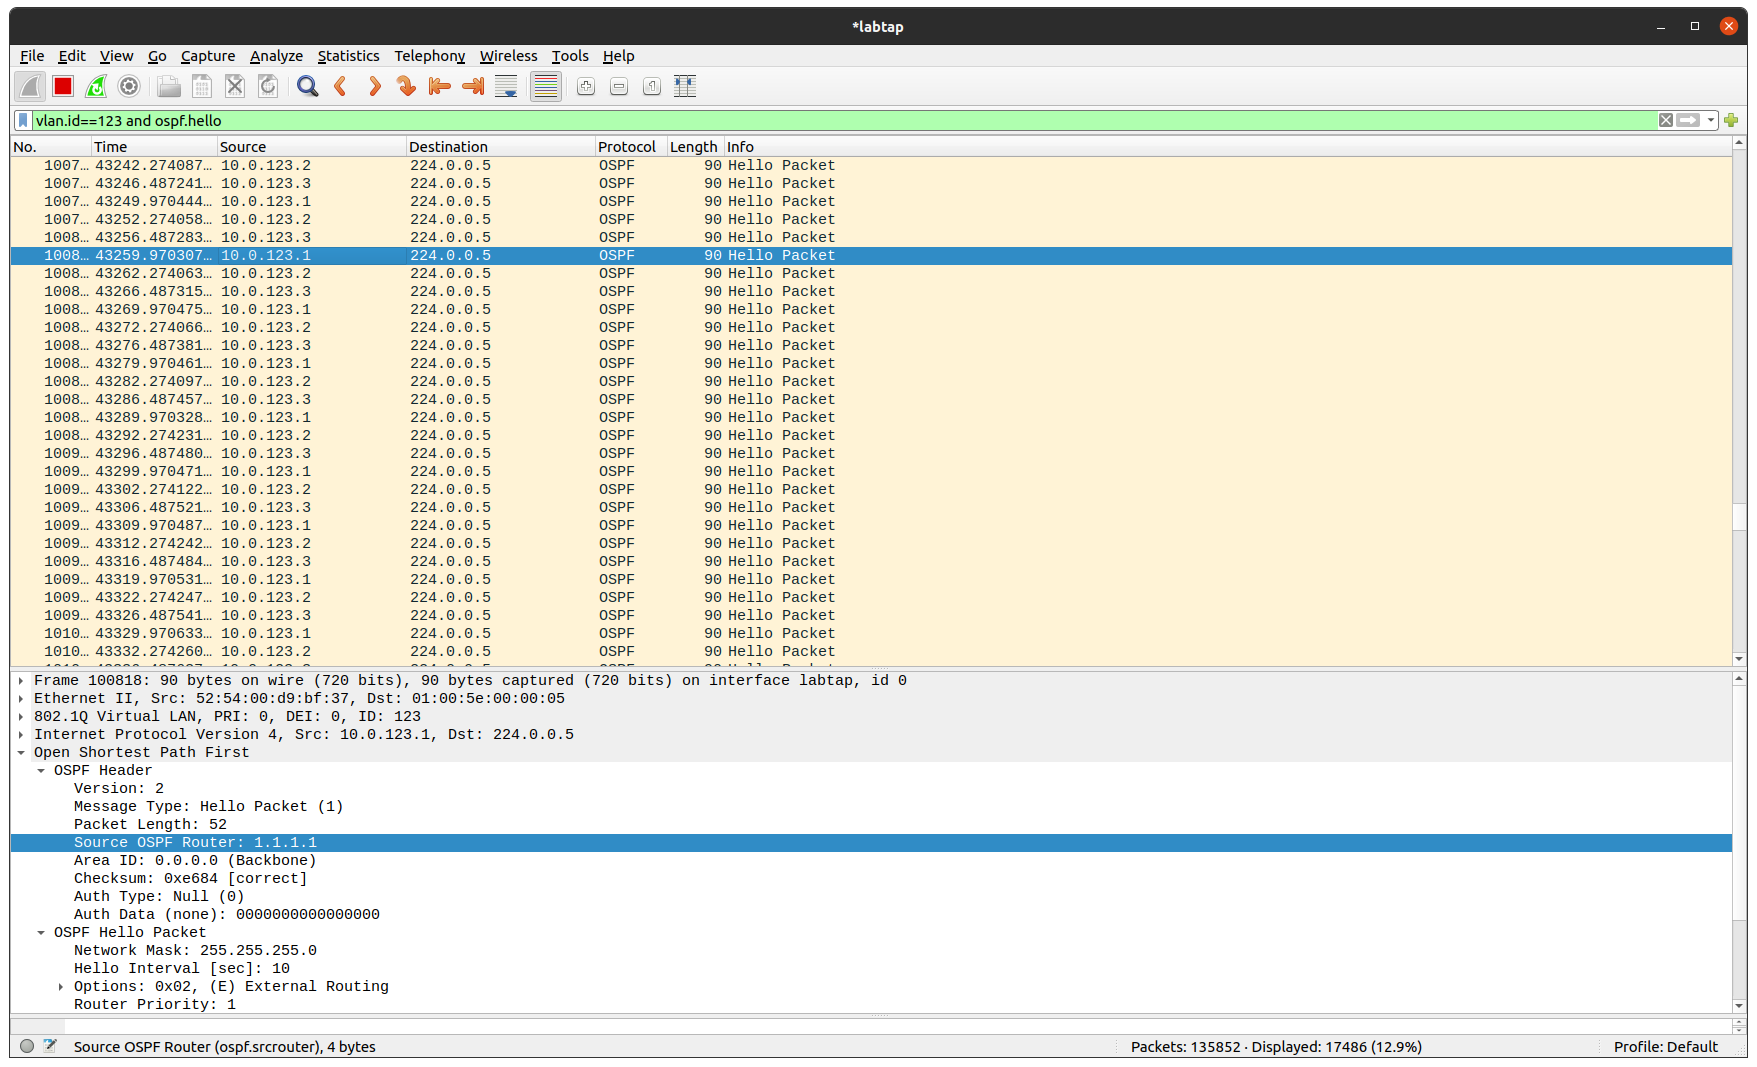 *labtap
File Edit View Go Capture Analyze Statistics Telephony Wireless Tools Help
vlan.id==123 and ospf.hello
No. Time Source Destination Protocol Length Info
1007… 43242.274087… 10.0.123.2 224.0.0.5 OSPF 90 Hello Packet
1007… 43246.487241… 10.0.123.3 224.0.0.5 OSPF 90 Hello Packet
1007… 43249.970444… 10.0.123.1 224.0.0.5 OSPF 90 Hello Packet
1007… 43252.274058… 10.0.123.2 224.0.0.5 OSPF 90 Hello Packet
1008… 43256.487283… 10.0.123.3 224.0.0.5 OSPF 90 Hello Packet
1008… 43259.970307… 10.0.123.1 224.0.0.5 OSPF 90 Hello Packet
1008… 43262.274063… 10.0.123.2 224.0.0.5 OSPF 90 Hello Packet
1008… 43266.487315… 10.0.123.3 224.0.0.5 OSPF 90 Hello Packet
1008… 43269.970475… 10.0.123.1 224.0.0.5 OSPF 90 Hello Packet
1008… 43272.274066… 10.0.123.2 224.0.0.5 OSPF 90 Hello Packet
1008… 43276.487381… 10.0.123.3 224.0.0.5 OSPF 90 Hello Packet
1008… 43279.970461… 10.0.123.1 224.0.0.5 OSPF 90 Hello Packet
1008… 43282.274097… 10.0.123.2 224.0.0.5 OSPF 90 Hello Packet
1008… 43286.487457… 10.0.123.3 224.0.0.5 OSPF 90 Hello Packet
1008… 43289.970328… 10.0.123.1 224.0.0.5 OSPF 90 Hello Packet
1008… 43292.274231… 10.0.123.2 224.0.0.5 OSPF 90 Hello Packet
1009… 43296.487480… 10.0.123.3 224.0.0.5 OSPF 90 Hello Packet
1009… 43299.970471… 10.0.123.1 224.0.0.5 OSPF 90 Hello Packet
1009… 43302.274122… 10.0.123.2 224.0.0.5 OSPF 90 Hello Packet
1009… 43306.487521… 10.0.123.3 224.0.0.5 OSPF 90 Hello Packet
1009… 43309.970487… 10.0.123.1 224.0.0.5 OSPF 90 Hello Packet
1009… 43312.274242… 10.0.123.2 224.0.0.5 OSPF 90 Hello Packet
1009… 43316.487484… 10.0.123.3 224.0.0.5 OSPF 90 Hello Packet
1009… 43319.970531… 10.0.123.1 224.0.0.5 OSPF 90 Hello Packet
1009… 43322.274247… 10.0.123.2 224.0.0.5 OSPF 90 Hello Packet
1009… 43326.487541… 10.0.123.3 224.0.0.5 OSPF 90 Hello Packet
1010… 43329.970633… 10.0.123.1 224.0.0.5 OSPF 90 Hello Packet
1010… 43332.274260… 10.0.123.2 224.0.0.5 OSPF 90 Hello Packet
Frame 100818: 90 bytes on wire (720 bits), 90 bytes captured (720 bits) on interface labtap, id 0
Ethernet II, Src: 52:54:00:d9:bf:37, Dst: 01:00:5e:00:00:05
802.1Q Virtual LAN, PRI: 0, DEI: 0, ID: 123
Internet Protocol Version 4, Src: 10.0.123.1, Dst: 224.0.0.5
Open Shortest Path First
OSPF Header
Version: 2
Message Type: Hello Packet (1)
Packet Length: 52
Source OSPF Router: 1.1.1.1
Area ID: 0.0.0.0 (Backbone)
Checksum: 0xe684 [correct]
Auth Type: Null (0)
Auth Data (none): 0000000000000000
OSPF Hello Packet
Network Mask: 255.255.255.0
Hello Interval [sec]: 10
Options: 0x02, (E) External Routing
Router Priority: 1
Source OSPF Router (ospf.srcrouter), 4 bytes
Packets: 135852 · Displayed: 17486 (12.9%)
Profile: Default